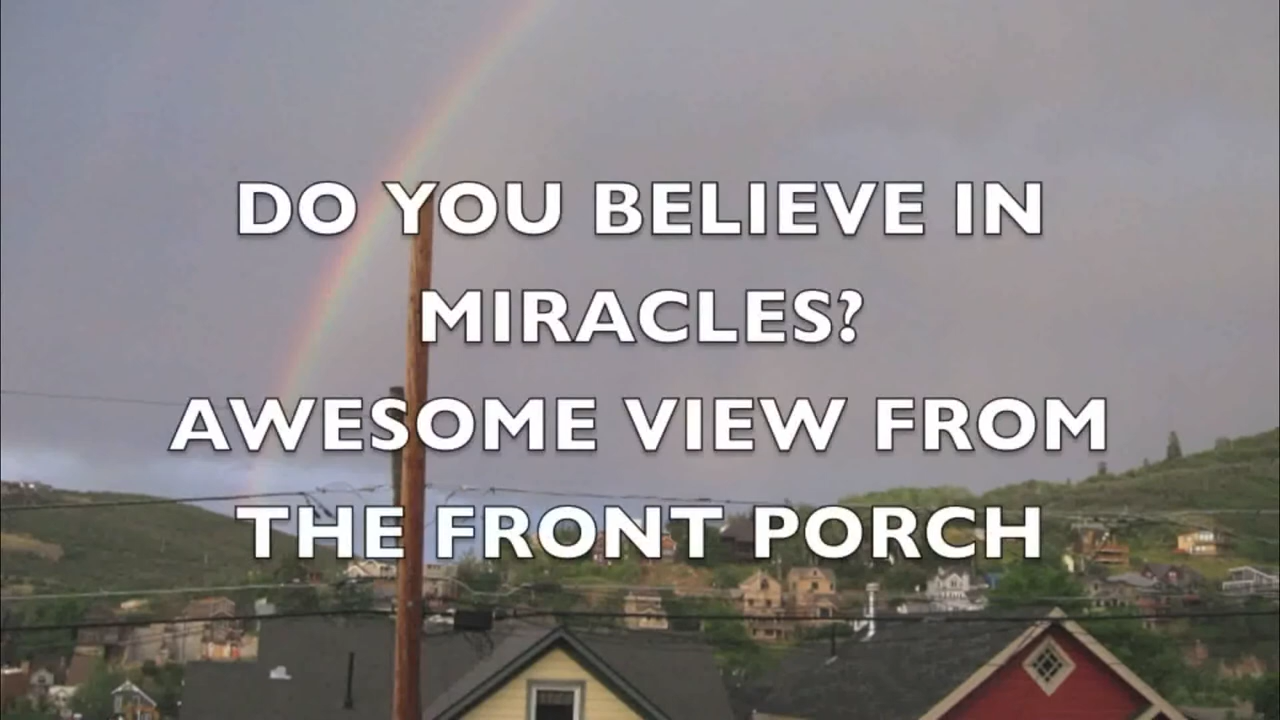 DO YOU BELIEVE IN
MIRACLES?
AWESOME VIEW FROM
THE FRONT PORCH